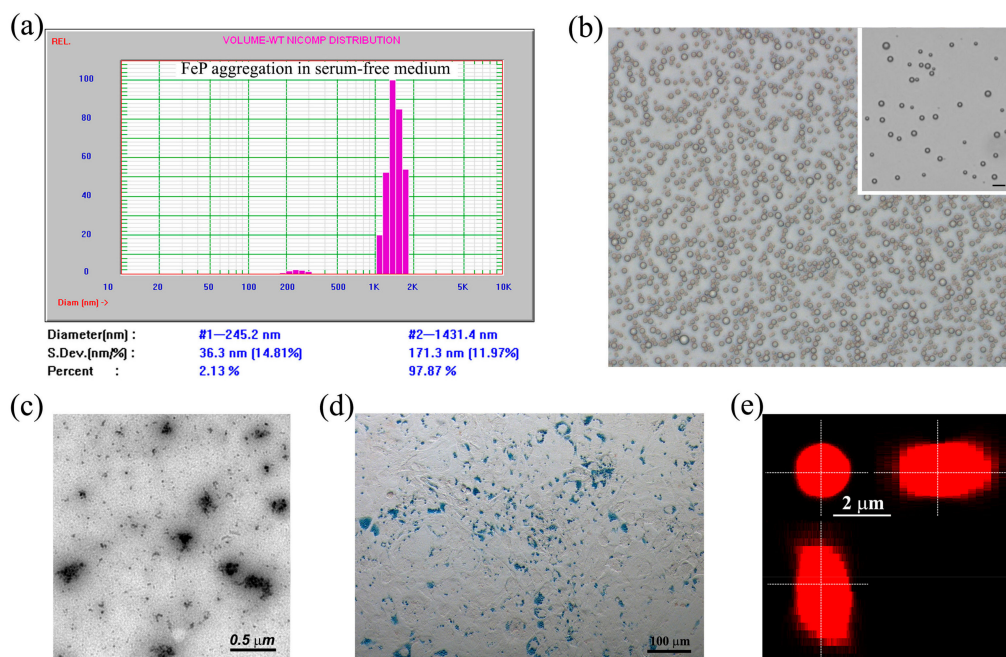 (a)
REL.
VOLUME-WT NICOMP DISTRIBUTION
FeP aggregation in serum-free medium
100
80
60
40
20
0
10 20 50 100 200 500 1K 2K 5K 10K
Diam (nm) ->
Diameter(nm) : #1—245.2 nm #2—1431.4 nm
S.Dev.(nm/%) : 36.3 nm (14.81%) 171.3 nm (11.97%)
Percent : 2.13 % 97.87 %
(b)
(c)
0.5 μm
(d)
100 μm
(e)
2 μm